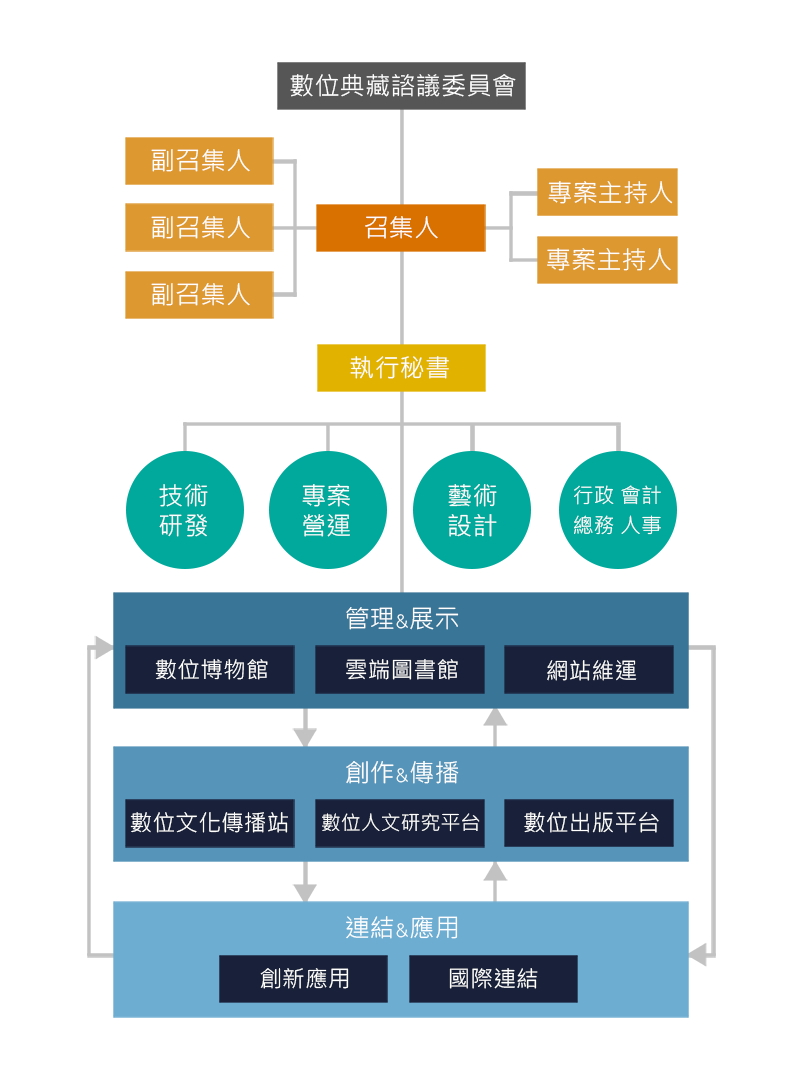 數位典藏諮議委員會
副召集人
副召集人
副召集人
召集人
專案主持人
專案主持人
執行秘書
技術
研發
專案
營運
藝術
設計
行政 會計
總務 人事
管理&展示
數位博物館
雲端圖書館
網站維運
創作&傳播
數位文化傳播站
數位人文研究平台
數位出版平台
連結&應用
創新應用
國際連結